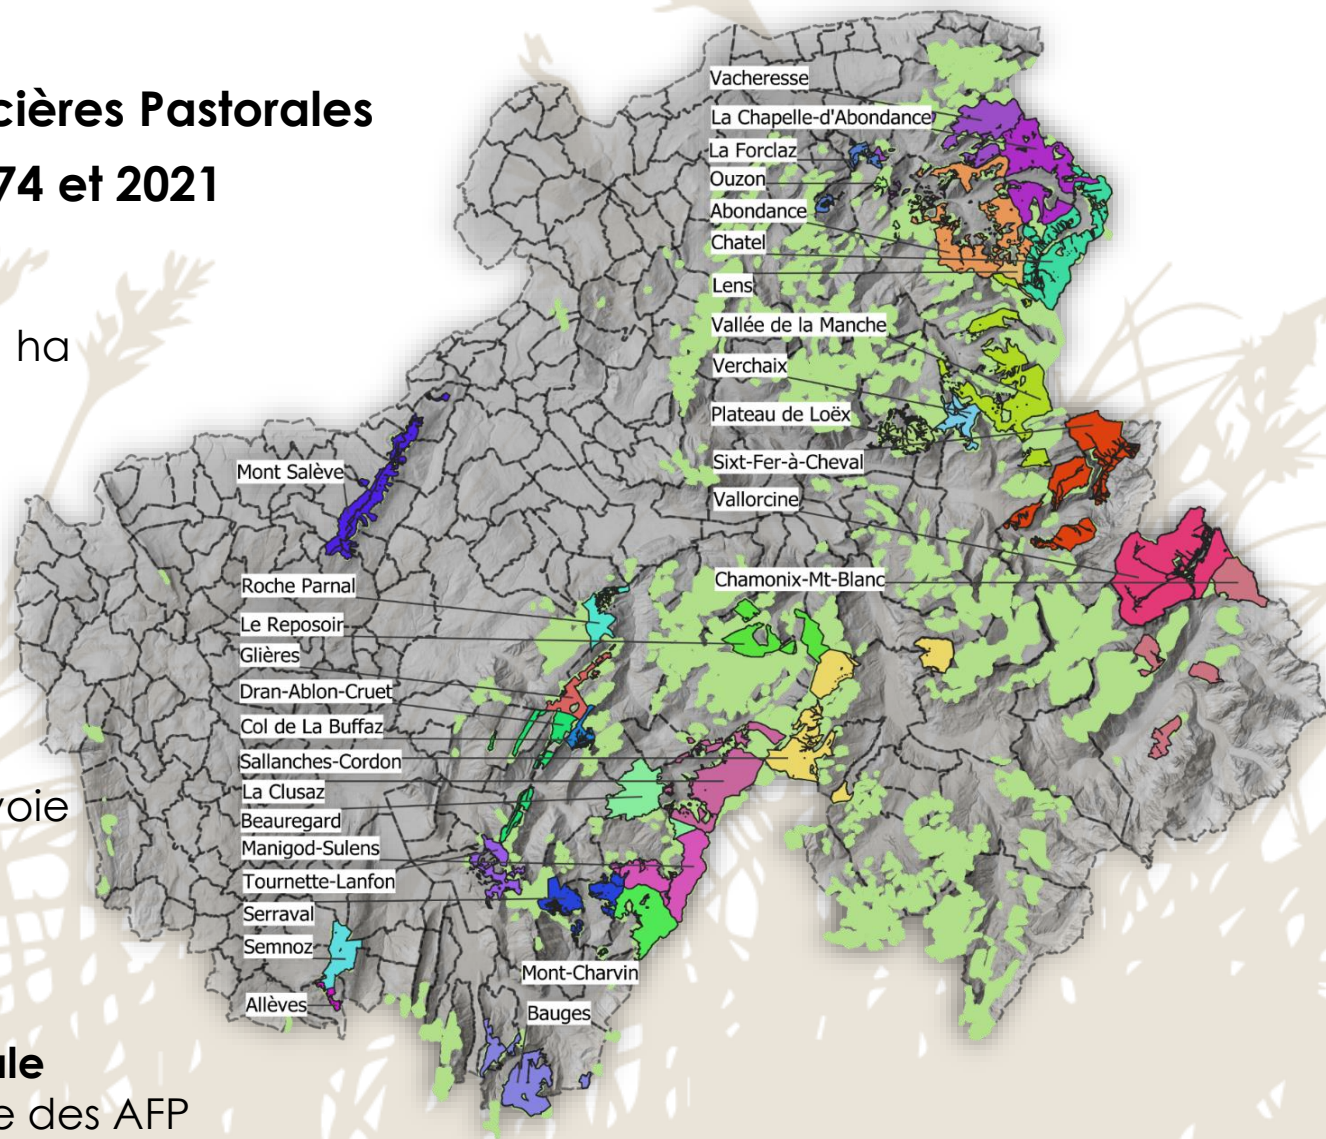 cières Pastorales
74 et 2021
ha
voie
ale
e des AFP
Vacheresse
La Chapelle-d'Abondance
La Forclaz
Ouzon
Abondance
Chatel
Lens
Vallée de la Manche
Verchaix
Plateau de Loëx
Sixt-Fer-à-Cheval
Vallorcine
Chamonix-Mt-Blanc
Mont Salève
Roche Parnal
Le Reposoir
Glières
Dran-Ablon-Cruet
Col de La Buffaz
Sallanches-Cordon
La Clusaz
Beauregard
Manigod-Sulens
Tournette-Lanfon
Serraval
Semnoz
Allèves
Mont-Charvin
Bauges